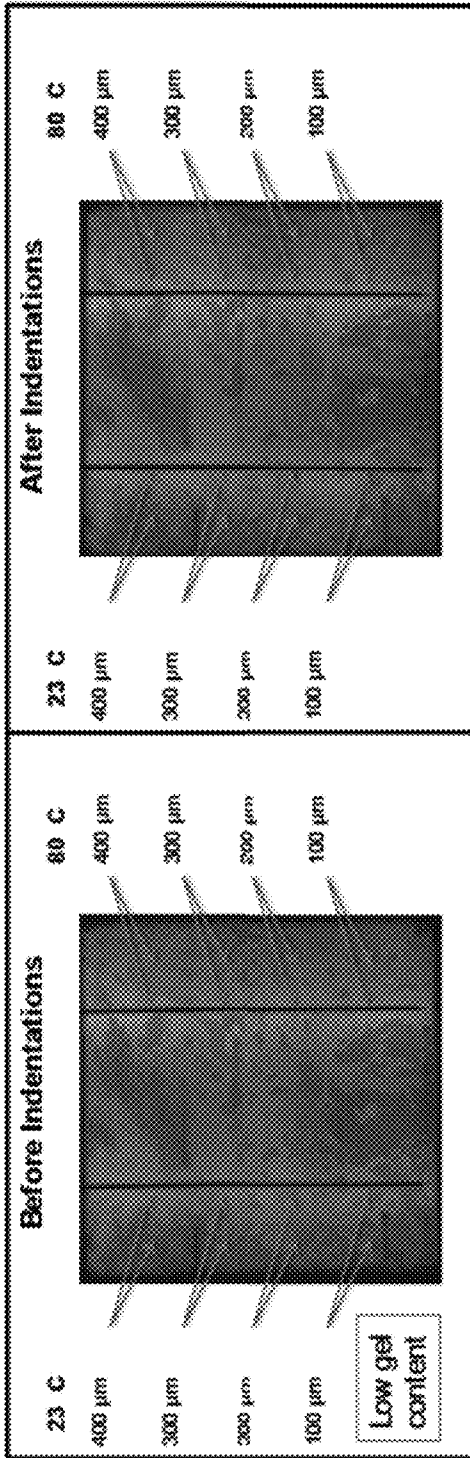 Before Indentations
23 C
80 C
400 µm
400 µm
300 µm
300 µm
200 µm
200 µm
100 µm
100 µm
Low gel
content
After Indentations
23 C
80 C
400 µm
400 µm
300 µm
300 µm
200 µm
200 µm
100 µm
100 µm